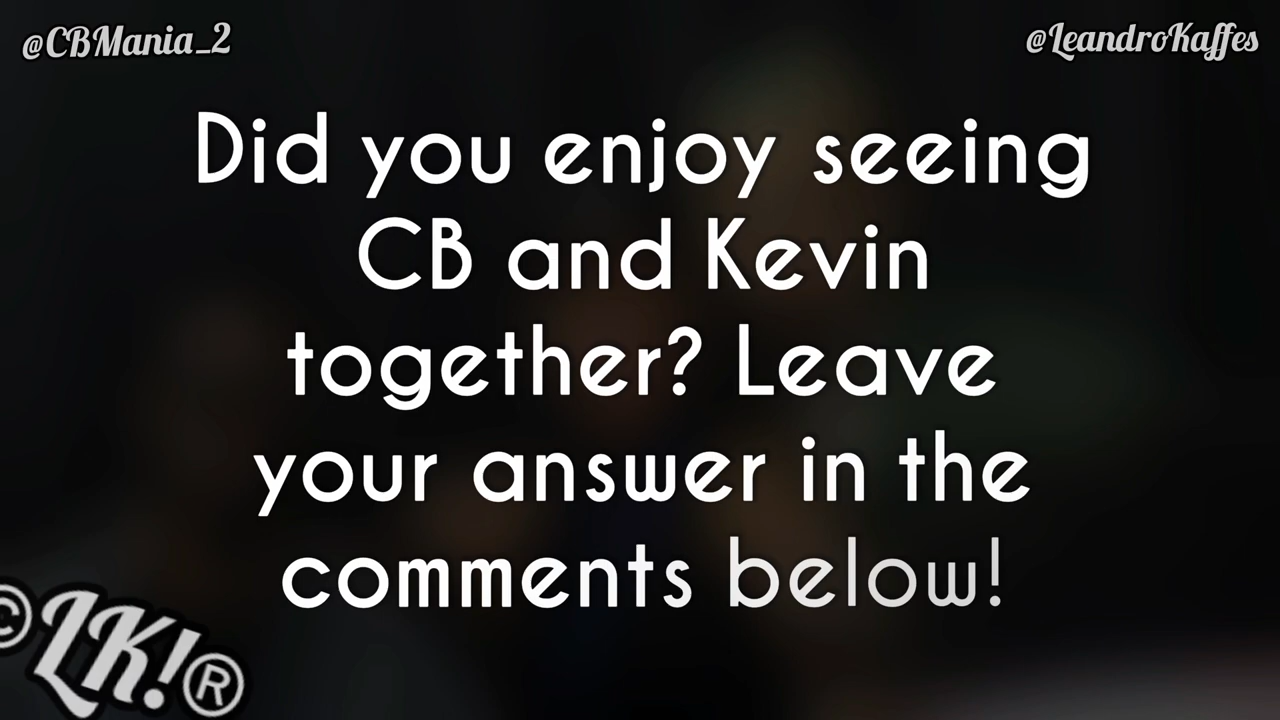 @CBMania_2
@LeandroKaffes
Did you enjoy seeing
CB and Kevin
together? Leave
your answer in the
comments below!
©LK!®